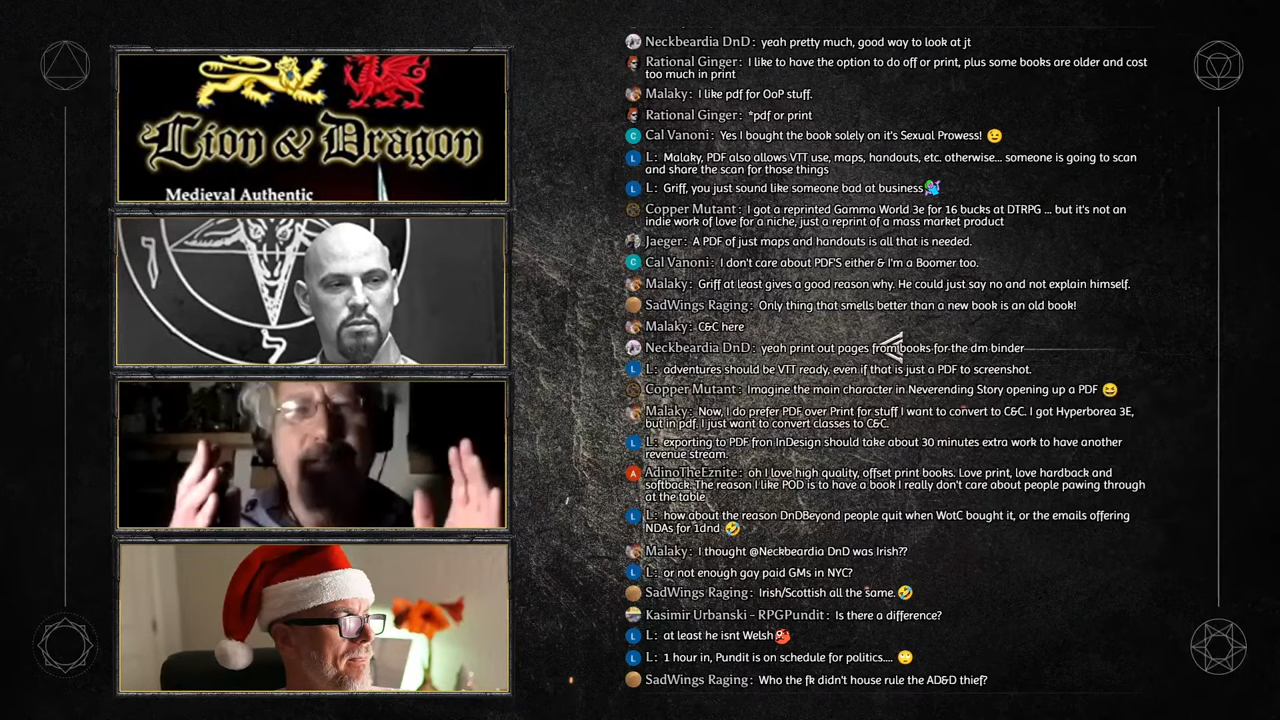 Lion & Dragon
Medieval Authentic
Neckbeardia DnD: yeah pretty much, good way to look at jt
Rational Ginger: I like to have the option to do off or print, plus some books are older and cost
too much in print
Malaky: I like pdf for OoP stuff.
Rational Ginger: *pdf or print
C Cal Vanoni: Yes I bought the book solely on it's Sexual Prowess! 😉
L L: Malaky, PDF also allows VTT use, maps, handouts, etc. otherwise... someone is going to scan
and share the scan for those things
L L: Griff, you just sound like someone bad at business
Copper Mutant: I got a reprinted Gamma World 3e for 16 bucks at DTRPG ... but it's not an
indie work of love for a niche, just a reprint of a mass market product
Jaeger: A PDF of just maps and handouts is all that is needed.
C Cal Vanoni: I don't care about PDF'S either & I'm a Boomer too.
Malaky: Griff at least gives a good reason why. He could just say no and not explain himself.
SadWings Raging: Only thing that smells better than a new book is an old book!
Malaky: C&C here
Neckbeardia DnD: yeah print out pages from books for the dm binder
L L: adventures should be VTT ready, even if that is just a PDF to screenshot.
Copper Mutant: Imagine the main character in Neverending Story opening up a PDF 😆
Malaky: Now, I do prefer PDF over Print for stuff I want to convert to C&C. I got Hyperborea 3E,
but in pdf. I just want to convert classes to C&C.
L L: exporting to PDF fron InDesign should take about 30 minutes extra work to have another
revenue stream.
A AdinoTheEznite: oh I love high quality, offset print books. Love print, love hardback and
softback. The reason I like POD is to have a book I really don't care about people pawing through
at the table
L L: how about the reason DnDBeyond people quit when WotC bought it, or the emails offering
NDAs for 1dnd 🤣
Malaky: I thought @Neckbeardia DnD was Irish??
L L: or not enough gay paid GMs in NYC?
SadWings Raging: Irish/Scottish all the same. 🤣
Kasimir Urbanski - RPGPundit: Is there a difference?
L L: at least he isnt Welsh
L L: 1 hour in, Pundit is on schedule for politics.... 🙄
SadWings Raging: Who the fk didn't house rule the AD&D thief?